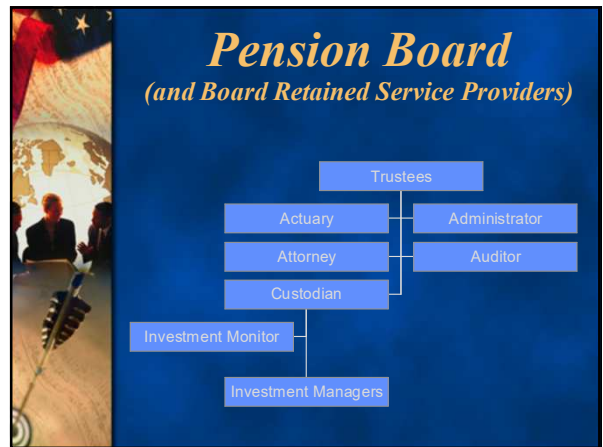 Pension Board
(and Board Retained Service Providers)
Trustees
Actuary
Administrator
Attorney
Auditor
Custodian
Investment Monitor
Investment Managers